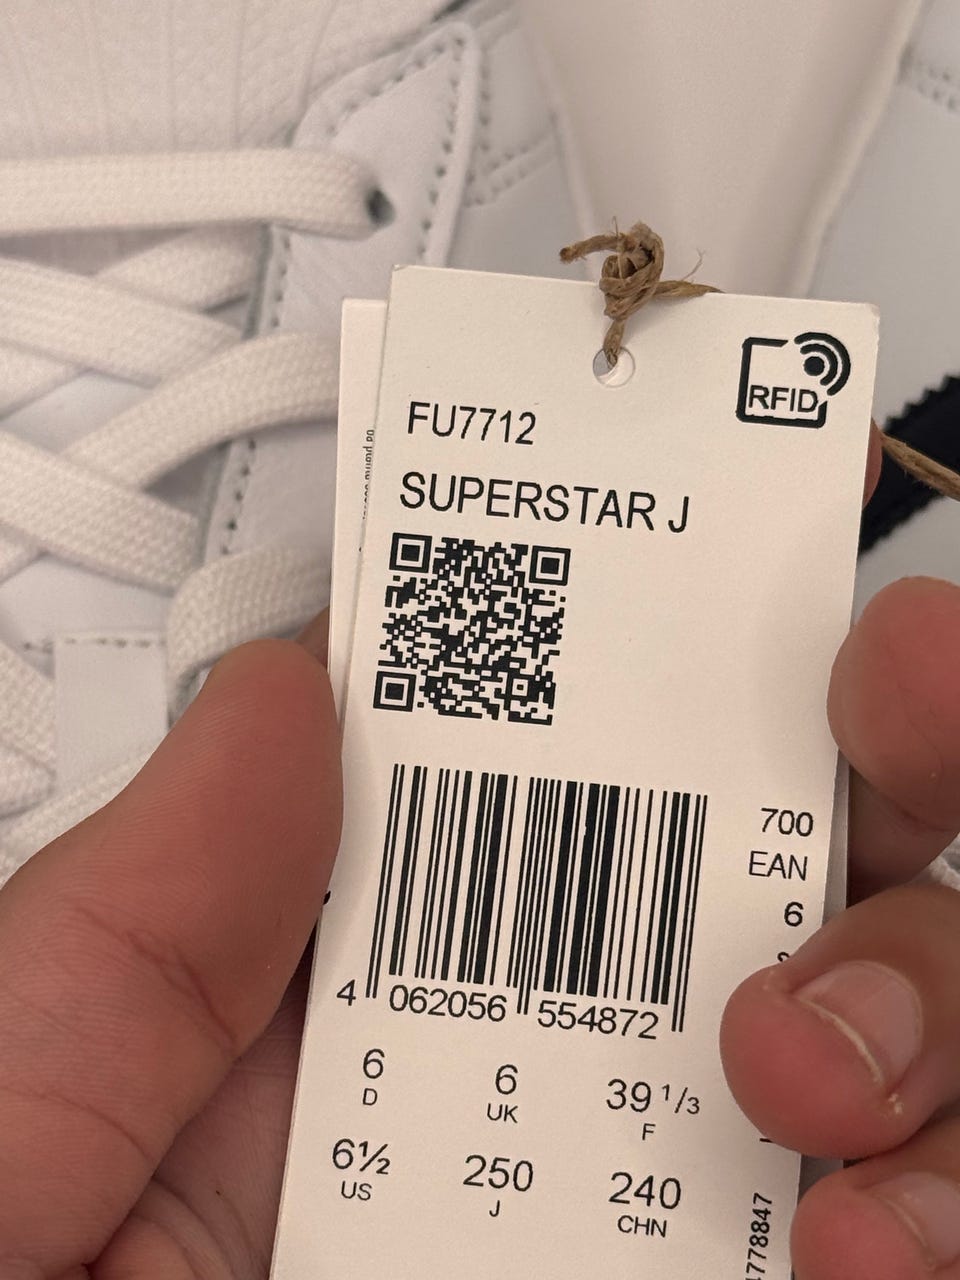 RFID
FU7712
SUPERSTAR J
700
EAN
6
4 062056 554872
6 6 39 1/3
D UK F
6½ 250 240
US J CHN
4778847